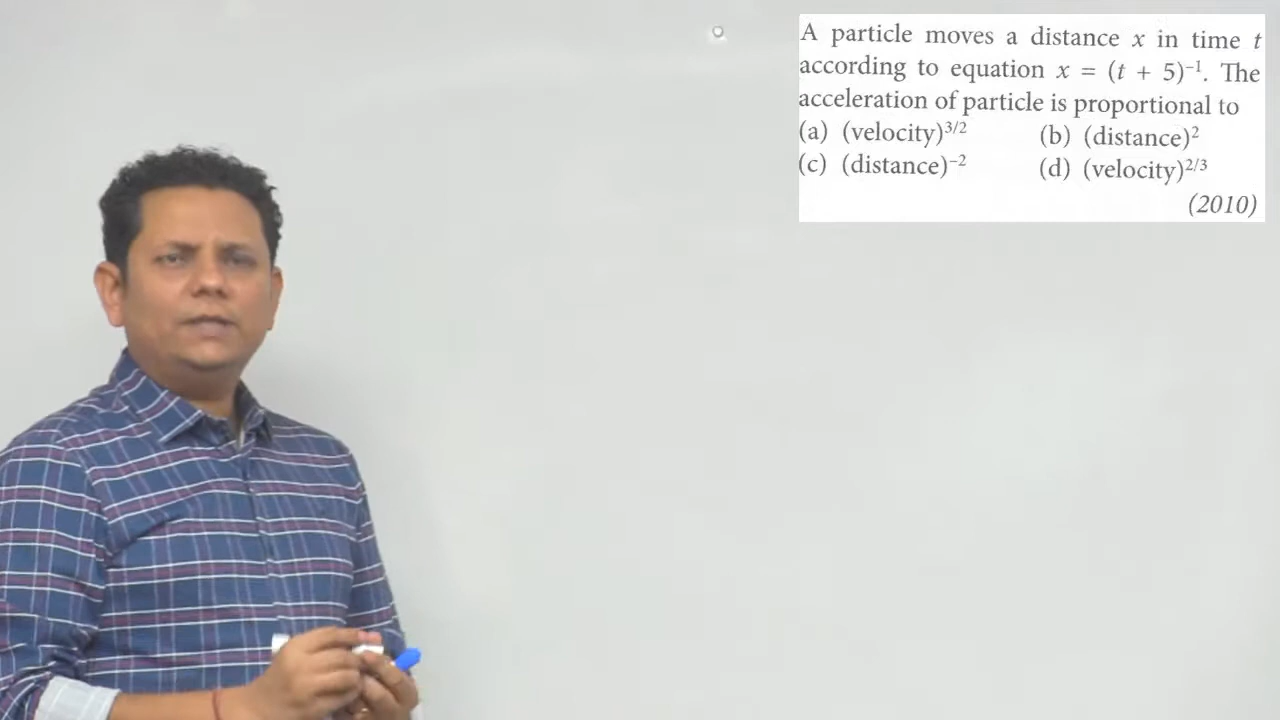 A particle moves a distance x in time t
according to equation x = (t + 5)⁻¹. The
acceleration of particle is proportional to
(a) (velocity)³/² (b) (distance)²
(c) (distance)⁻² (d) (velocity)²/³
(2010)